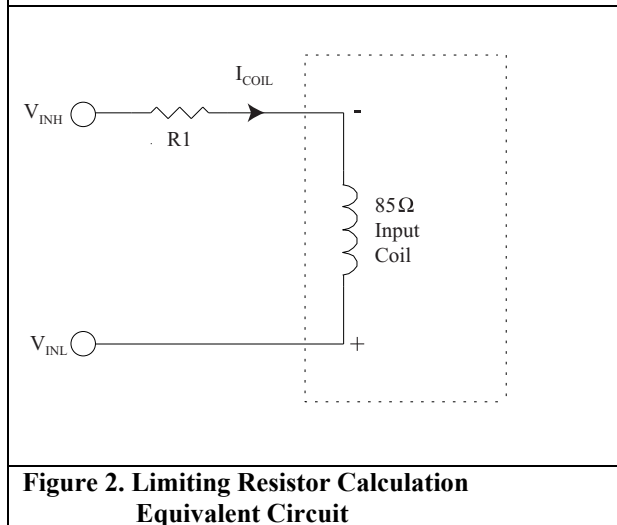 I_COIL
V_INH
R1
-
85Ω
Input
Coil
V_INL
+
Figure 2. Limiting Resistor Calculation
Equivalent Circuit